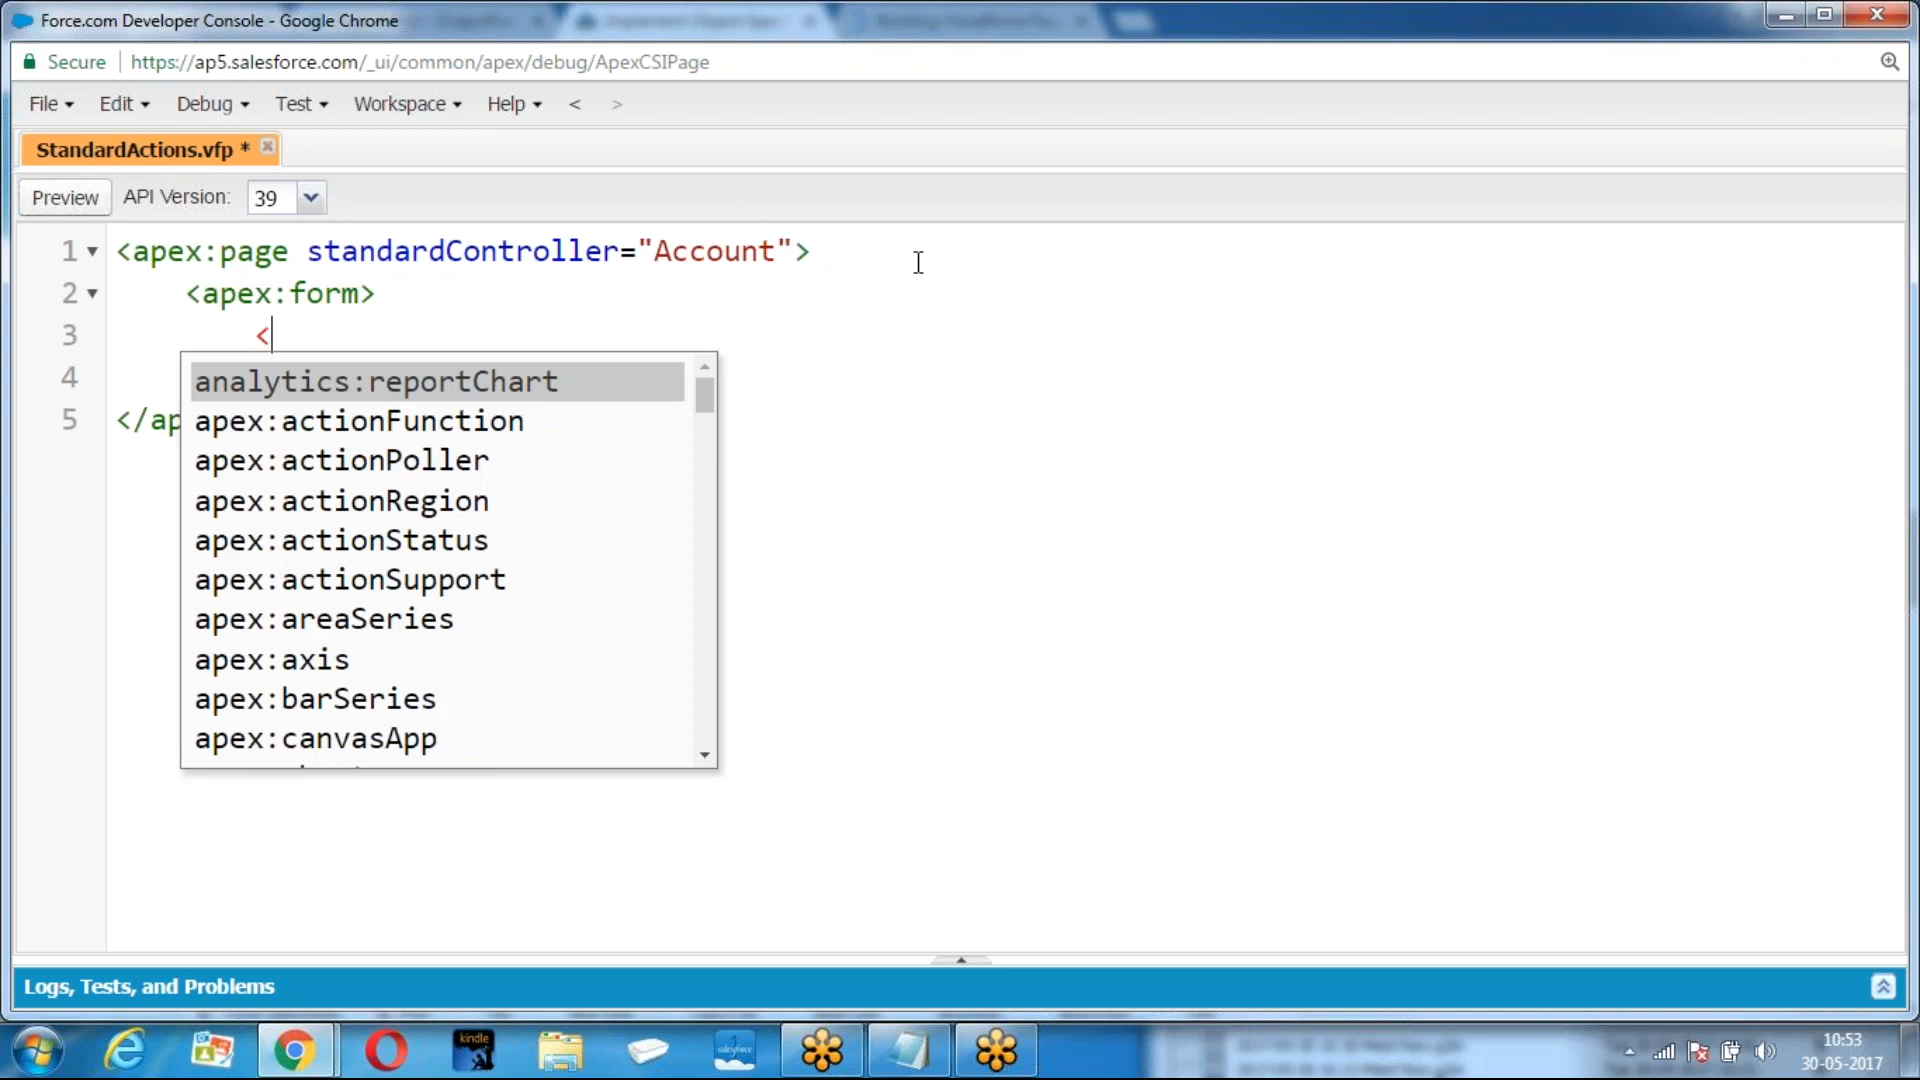 Force.com Developer Console - Google Chrome
Secure https://ap5.salesforce.com/_ui/common/apex/debug/ApexCSIPage
File Edit Debug Test Workspace Help < >
StandardActions.vfp *
Preview API Version: 39
1 <apex:page standardController="Account">
2 <apex:form>
3 <
4
5 </ap
analytics:reportChart
apex:actionFunction
apex:actionPoller
apex:actionRegion
apex:actionStatus
apex:actionSupport
apex:areaSeries
apex:axis
apex:barSeries
apex:canvasApp
Logs, Tests, and Problems
kindle
salesforce
10:53
30-05-2017